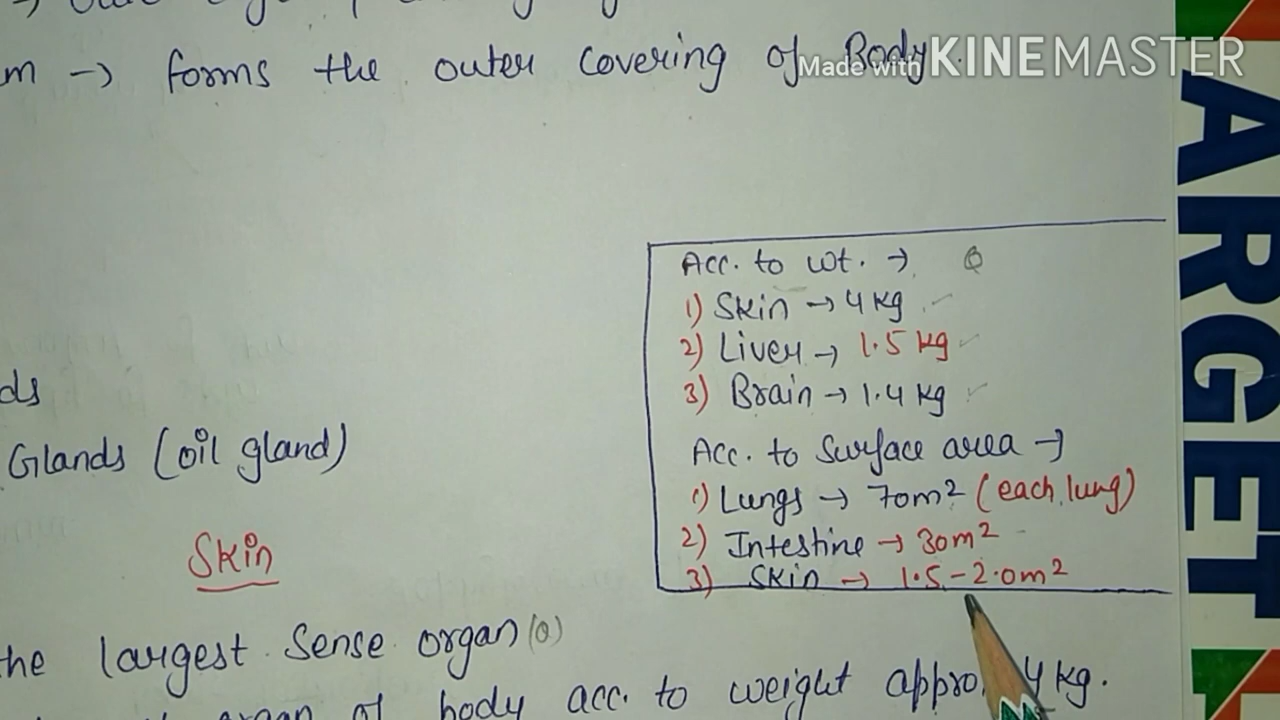 m -> forms the outer covering of Body.
Made with KINEMASTER
Acc. to wt. -> Q
1) Skin -> 4 kg
2) Liver -> 1.5 kg
3) Brain -> 1.4 kg
ds
Glands (oil gland)
Acc. to Surface area ->
1) Lungs -> 70m² (each lung)
2) Intestine -> 30m²
3) Skin -> 1.5-2.0m²
Skin
the largest Sense organ (Q)
organ of body acc. to weight appro 4 kg.
ARGET